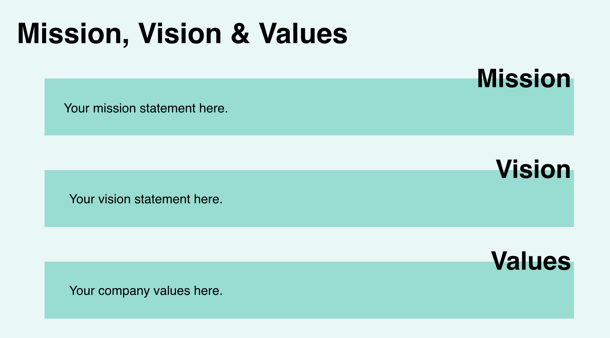 Mission, Vision & Values
Mission
Your mission statement here.
Vision
Your vision statement here.
Values
Your company values here.